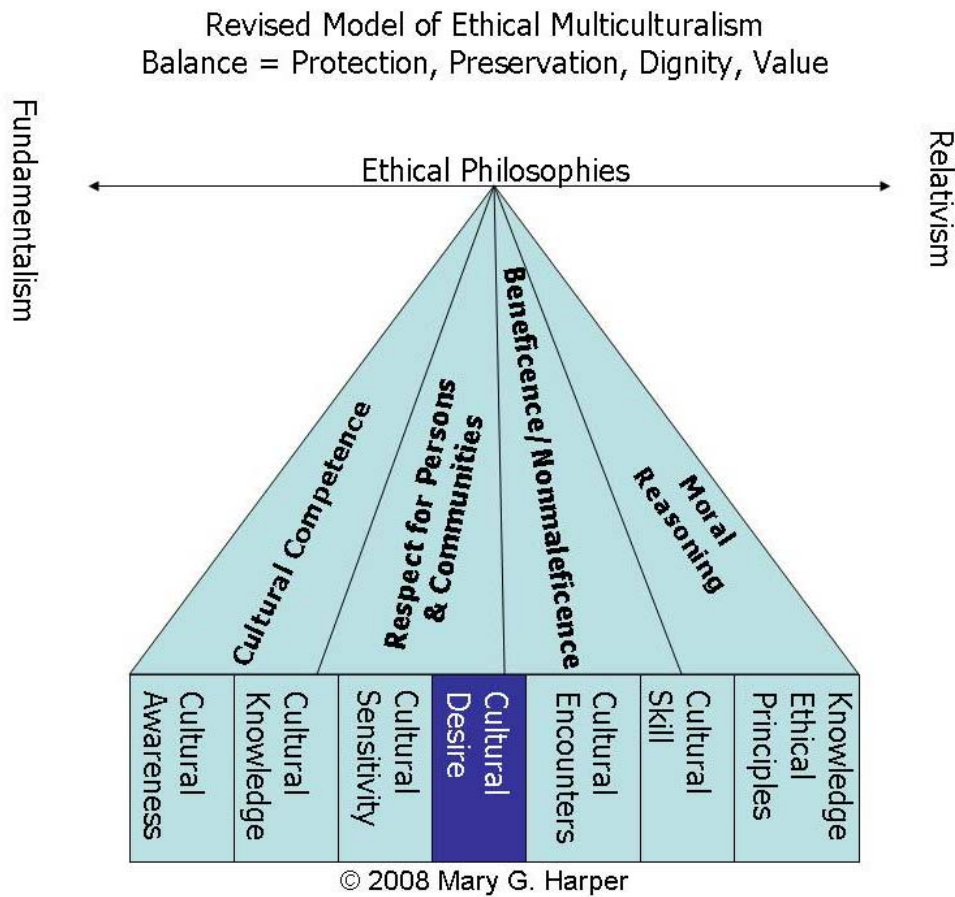 Revised Model of Ethical Multiculturalism
Balance = Protection, Preservation, Dignity, Value
Fundamentalism
Ethical Philosophies
Relativism
Cultural Competence
Respect for Persons
& Communities
Beneficence/Nonmaleficence
Moral
Reasoning
Cultural
Awareness
Cultural
Knowledge
Cultural
Sensitivity
Cultural
Desire
Cultural
Encounters
Cultural
Skill
Knowledge
Ethical
Principles
© 2008 Mary G. Harper